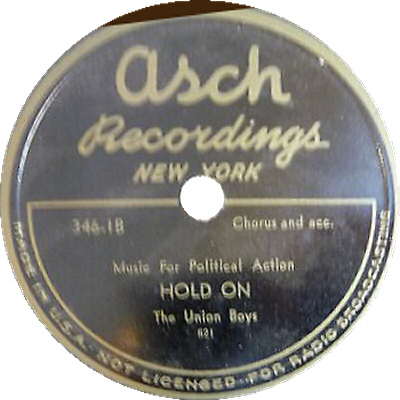 asch
Recordings
NEW YORK
346-1B Chorus and acc.
Music For Political Action
HOLD ON
The Union Boys
821
MADE IN U.S.A. · NOT LICENSED FOR RADIO BROADCASTING